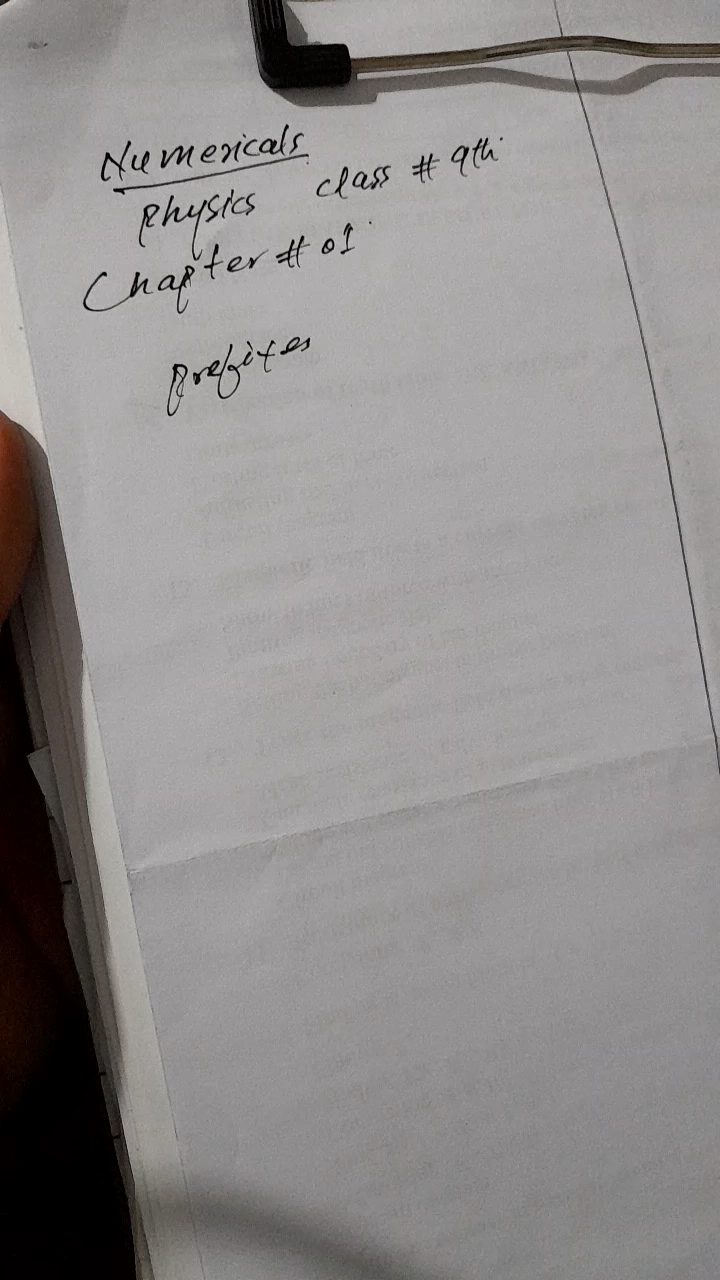 Numericals
Physics class # 9th
Chapter # 01
Prefixes